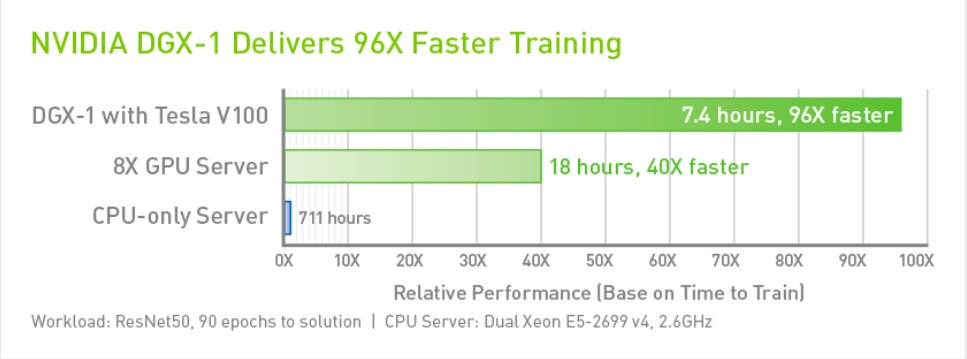 NVIDIA DGX-1 Delivers 96X Faster Training
DGX-1 with Tesla V100
7.4 hours, 96X faster
8X GPU Server
18 hours, 40X faster
CPU-only Server
711 hours
0X 10X 20X 30X 40X 50X 60X 70X 80X 90X 100X
Relative Performance (Base on Time to Train)
Workload: ResNet50, 90 epochs to solution | CPU Server: Dual Xeon E5-2699 v4, 2.6GHz